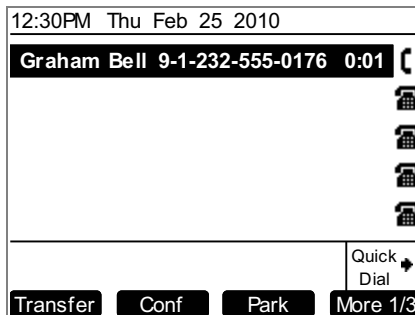 12:30PM Thu Feb 25 2010
Graham Bell 9-1-232-555-0176 0:01
Quick
Dial
Transfer Conf Park More 1/3